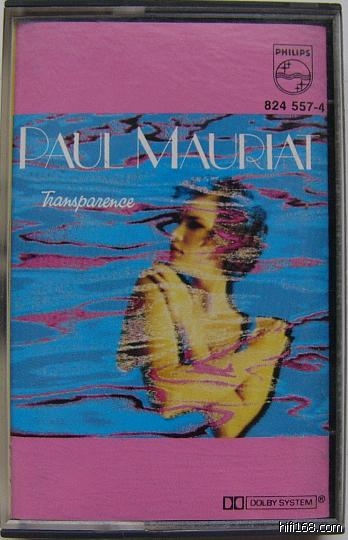 PHILIPS
824 557-4
PAUL MAURIAT
Transparence
DOLBY SYSTEM®
hifi168.com